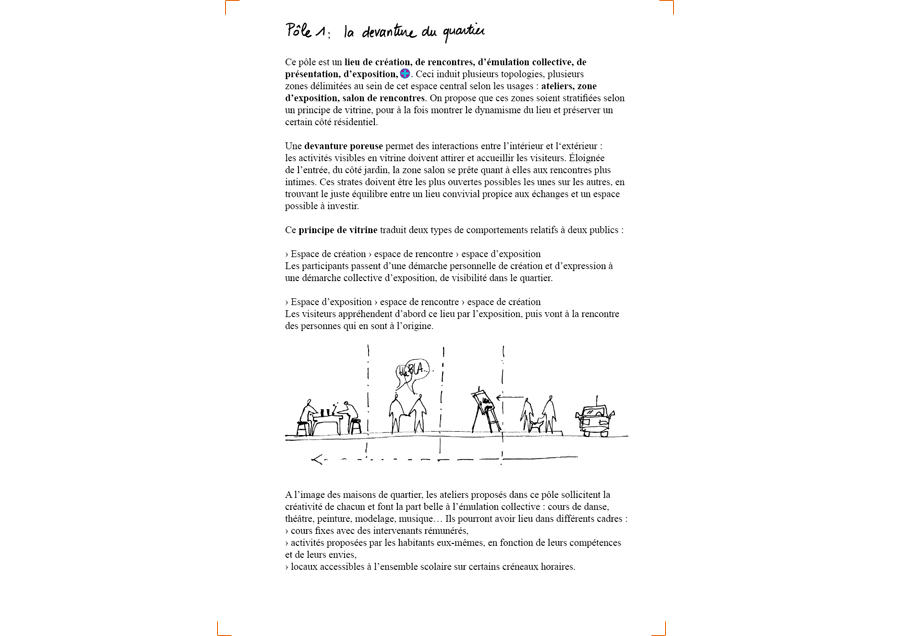 Pôle 1: la devanture du quartier
Ce pôle est un lieu de création, de rencontres, d’émulation collective, de
présentation, d’exposition, . Ceci induit plusieurs topologies, plusieurs
zones délimitées au sein de cet espace central selon les usages : ateliers, zone
d’exposition, salon de rencontres. On propose que ces zones soient stratifiées selon
un principe de vitrine, pour à la fois montrer le dynamisme du lieu et préserver un
certain côté résidentiel.
Une devanture poreuse permet des interactions entre l’intérieur et l‘extérieur :
les activités visibles en vitrine doivent attirer et accueillir les visiteurs. Éloignée
de l’entrée, du côté jardin, la zone salon se prête quant à elles aux rencontres plus
intimes. Ces strates doivent être les plus ouvertes possibles les unes sur les autres, en
trouvant le juste équilibre entre un lieu convivial propice aux échanges et un espace
possible à investir.
Ce principe de vitrine traduit deux types de comportements relatifs à deux publics :
› Espace de création › espace de rencontre › espace d’exposition
Les participants passent d’une démarche personnelle de création et d’expression à
une démarche collective d’exposition, de visibilité dans le quartier.
› Espace d’exposition › espace de rencontre › espace de création
Les visiteurs appréhendent d’abord ce lieu par l’exposition, puis vont à la rencontre
des personnes qui en sont à l’origine.
A l’image des maisons de quartier, les ateliers proposés dans ce pôle sollicitent la
créativité de chacun et font la part belle à l’émulation collective : cours de danse,
théâtre, peinture, modelage, musique… Ils pourront avoir lieu dans différents cadres :
› cours fixes avec des intervenants rémunérés,
› activités proposées par les habitants eux-mêmes, en fonction de leurs compétences
et de leurs envies,
› locaux accessibles à l’ensemble scolaire sur certains créneaux horaires.